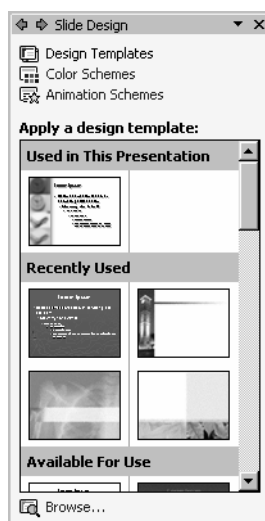 Slide Design
Design Templates
Color Schemes
Animation Schemes
Apply a design template:
Used in This Presentation
Recently Used
Available For Use
Browse...